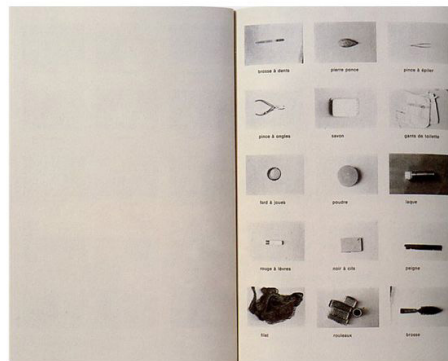 brosse à dents
pierre ponce
pince à épiler
pince à ongles
savon
gants de toilette
fard à joues
poudre
laque
rouge à lèvres
noir à cils
peigne
filet
rouleaux
brosse